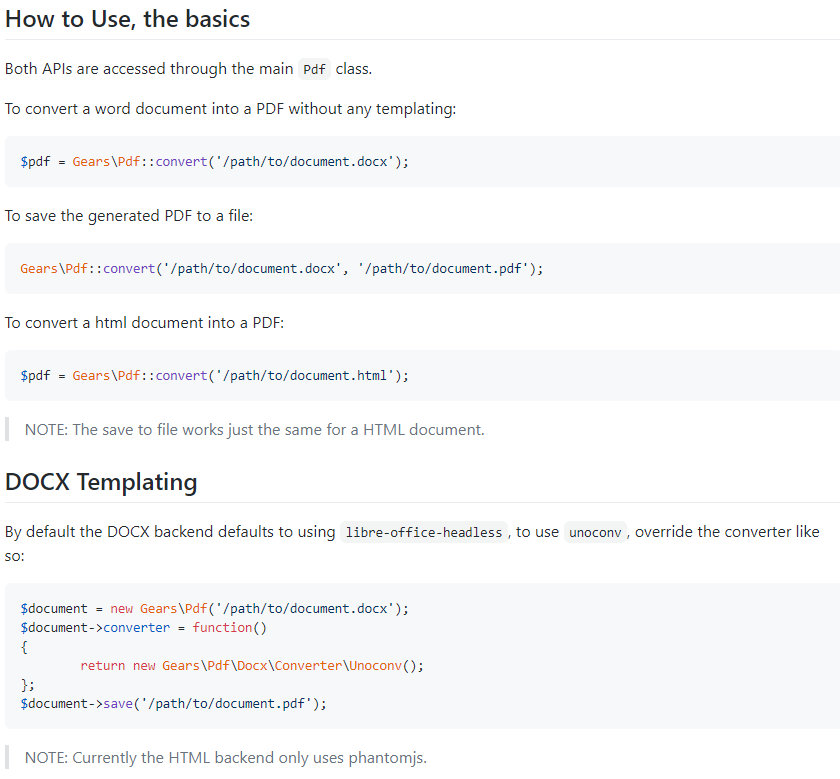 How to Use, the basics
Both APIs are accessed through the main Pdf class.
To convert a word document into a PDF without any templating:
$pdf = Gears\Pdf::convert('/path/to/document.docx');
To save the generated PDF to a file:
Gears\Pdf::convert('/path/to/document.docx', '/path/to/document.pdf');
To convert a html document into a PDF:
$pdf = Gears\Pdf::convert('/path/to/document.html');
NOTE: The save to file works just the same for a HTML document.
DOCX Templating
By default the DOCX backend defaults to using libre-office-headless, to use unoconv, override the converter like
so:
$document = new Gears\Pdf('/path/to/document.docx');
$document->converter = function()
{
        return new Gears\Pdf\Docx\Converter\Unoconv();
};
$document->save('/path/to/document.pdf');
NOTE: Currently the HTML backend only uses phantomjs.